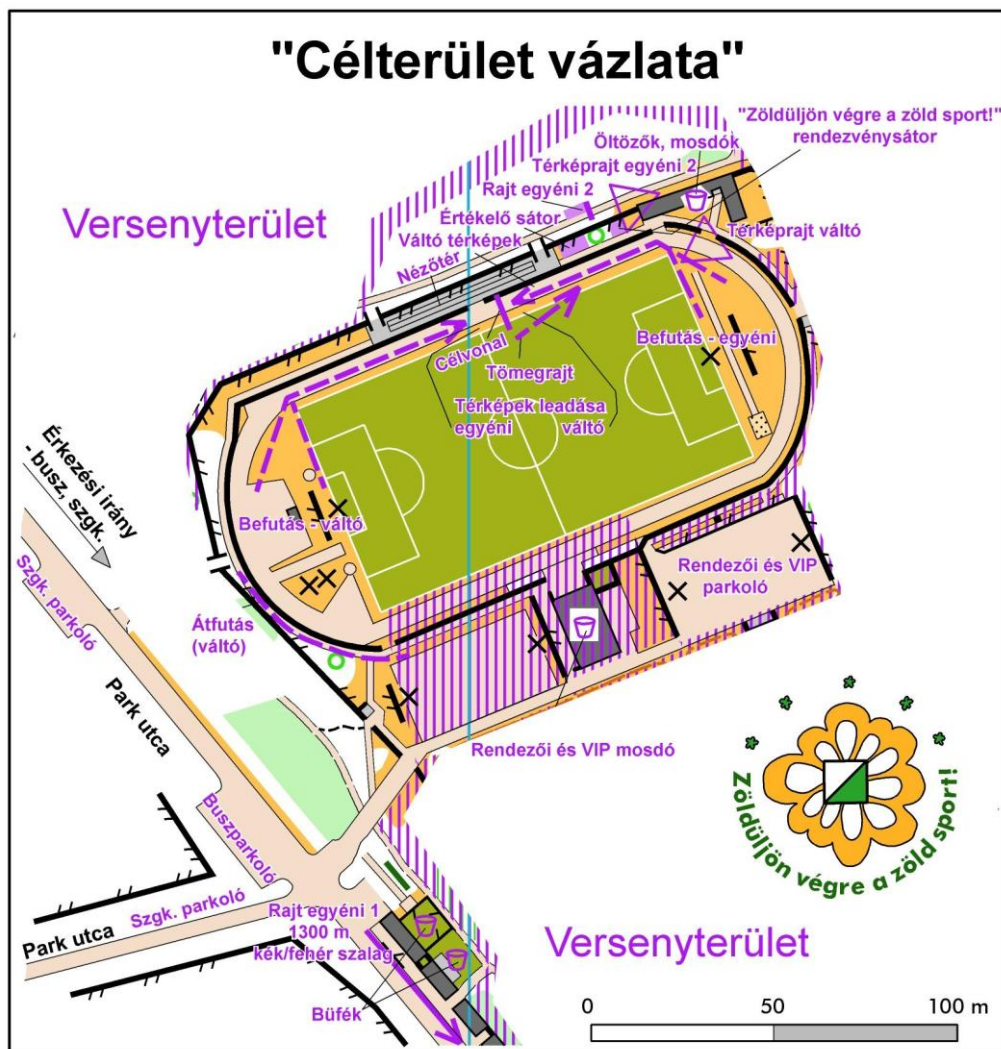 "Célterület vázlata"
"Zöldüljön végre a zöld sport!"
rendezvénysátor
Öltözők, mosdók
Térképrajt egyéni 2
Rajt egyéni 2
Versenyterület
Értékelő sátor
Váltó térképek
Térképrajt váltó
Nézőtér
Célvonal
Befutás - egyéni
Tömegrajt
Térképek leadása
egyéni váltó
Érkezési irány
- busz, szgk.
Befutás - váltó
Szgk. parkoló
Átfutás
(váltó)
Rendezői és VIP
parkoló
Park utca
Rendezői és VIP mosdó
Buszparkoló
Zöldüljön végre a zöld sport!
Szgk. parkoló
Park utca
Rajt egyéni 1
1300 m
kék/fehér szalag
Versenyterület
Büfék
0 50 100 m